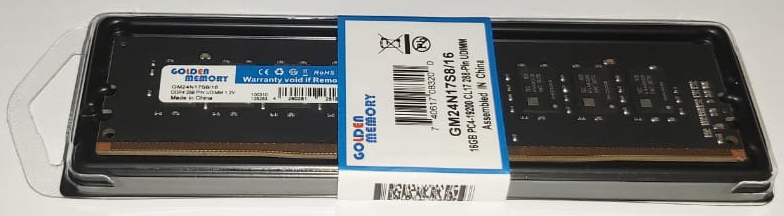 GOLDEN
MEMORY
RoHS
Warranty void if Remo
GM24N17S8/16
DDR4 288 PIN UDIMM 1.2V
Made in China
GOLDEN
MEMORY
GM24N17S8/16
16GB PC4-19200 CL17 288-Pin UDIMM
Assembled IN China